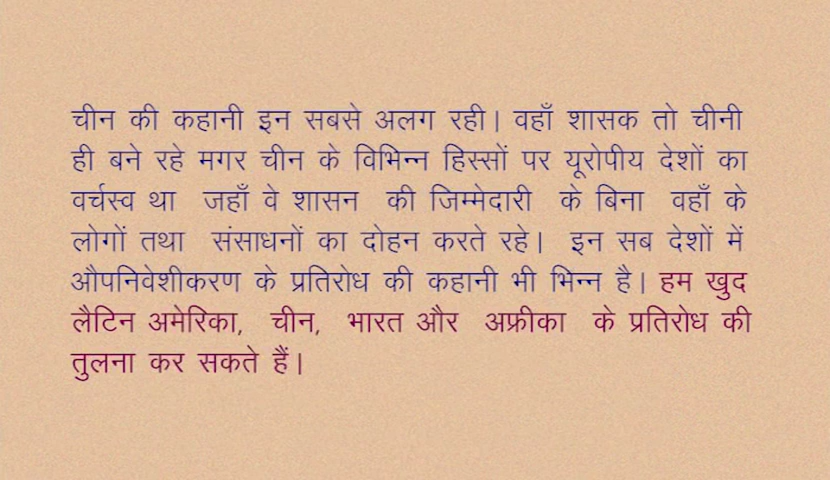 चीन की कहानी इन सबसे अलग रही। वहाँ शासक तो चीनी
ही बने रहे मगर चीन के विभिन्न हिस्सों पर यूरोपीय देशों का
वर्चस्व था जहाँ वे शासन की जिम्मेदारी के बिना वहाँ के
लोगों तथा संसाधनों का दोहन करते रहे। इन सब देशों में
औपनिवेशीकरण के प्रतिरोध की कहानी भी भिन्न है। हम खुद
लैटिन अमेरिका, चीन, भारत और अफ्रीका के प्रतिरोध की
तुलना कर सकते हैं।